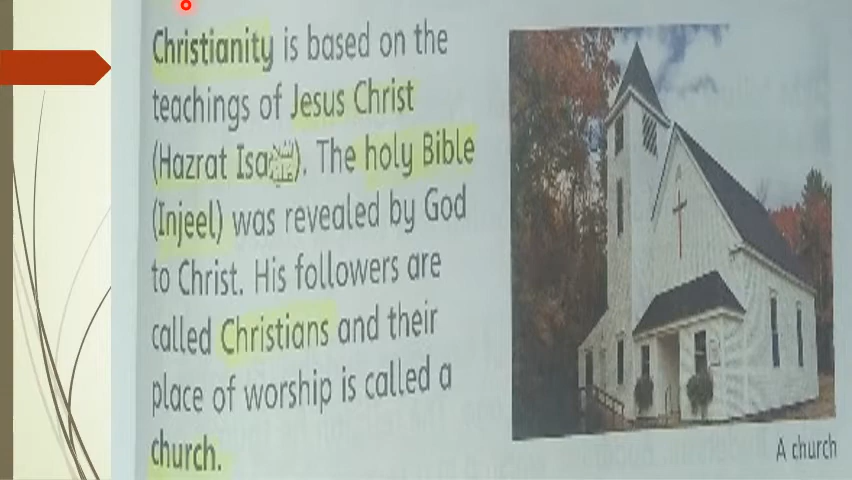 Christianity is based on the
teachings of Jesus Christ
(Hazrat Isa). The holy Bible
(Injeel) was revealed by God
to Christ. His followers are
called Christians and their
place of worship is called a
church.
A church